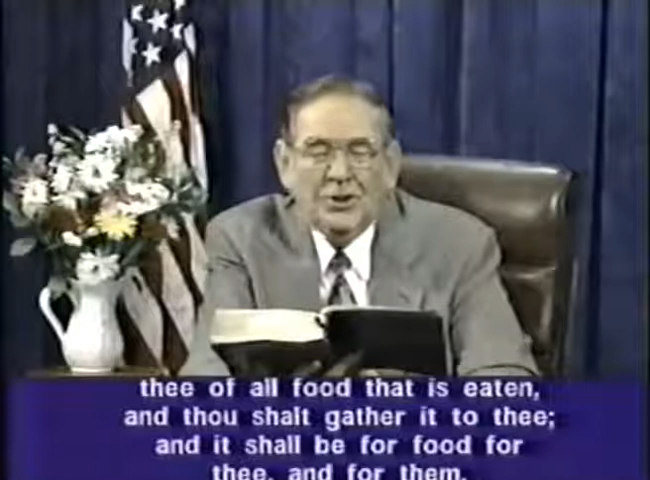 thee of all food that is eaten,
and thou shalt gather it to thee;
and it shall be for food for
thee, and for them.